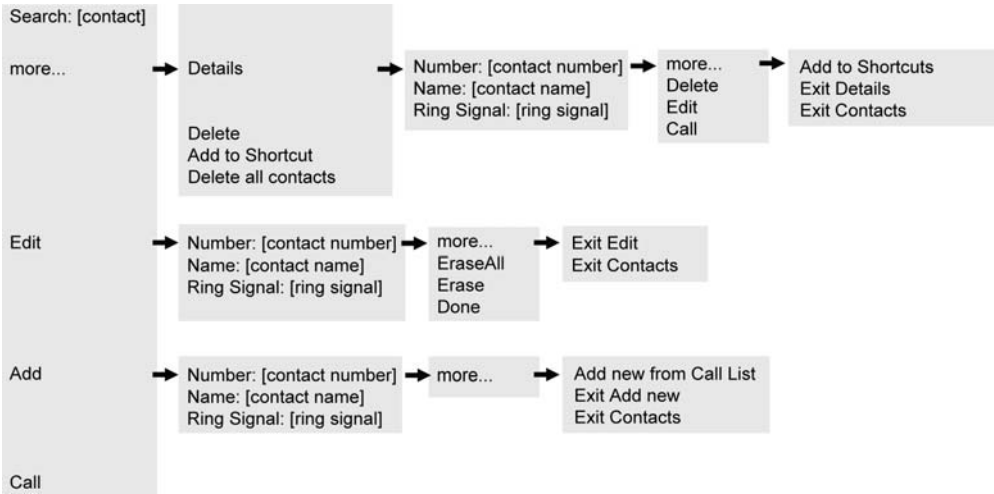 Search: [contact]
more...
Details
Number: [contact number]
Name: [contact name]
Ring Signal: [ring signal]
more...
Delete
Edit
Call
Add to Shortcuts
Exit Details
Exit Contacts
Delete
Add to Shortcut
Delete all contacts
Edit
Number: [contact number]
Name: [contact name]
Ring Signal: [ring signal]
more...
EraseAll
Erase
Done
Exit Edit
Exit Contacts
Add
Number: [contact number]
Name: [contact name]
Ring Signal: [ring signal]
more...
Add new from Call List
Exit Add new
Exit Contacts
Call